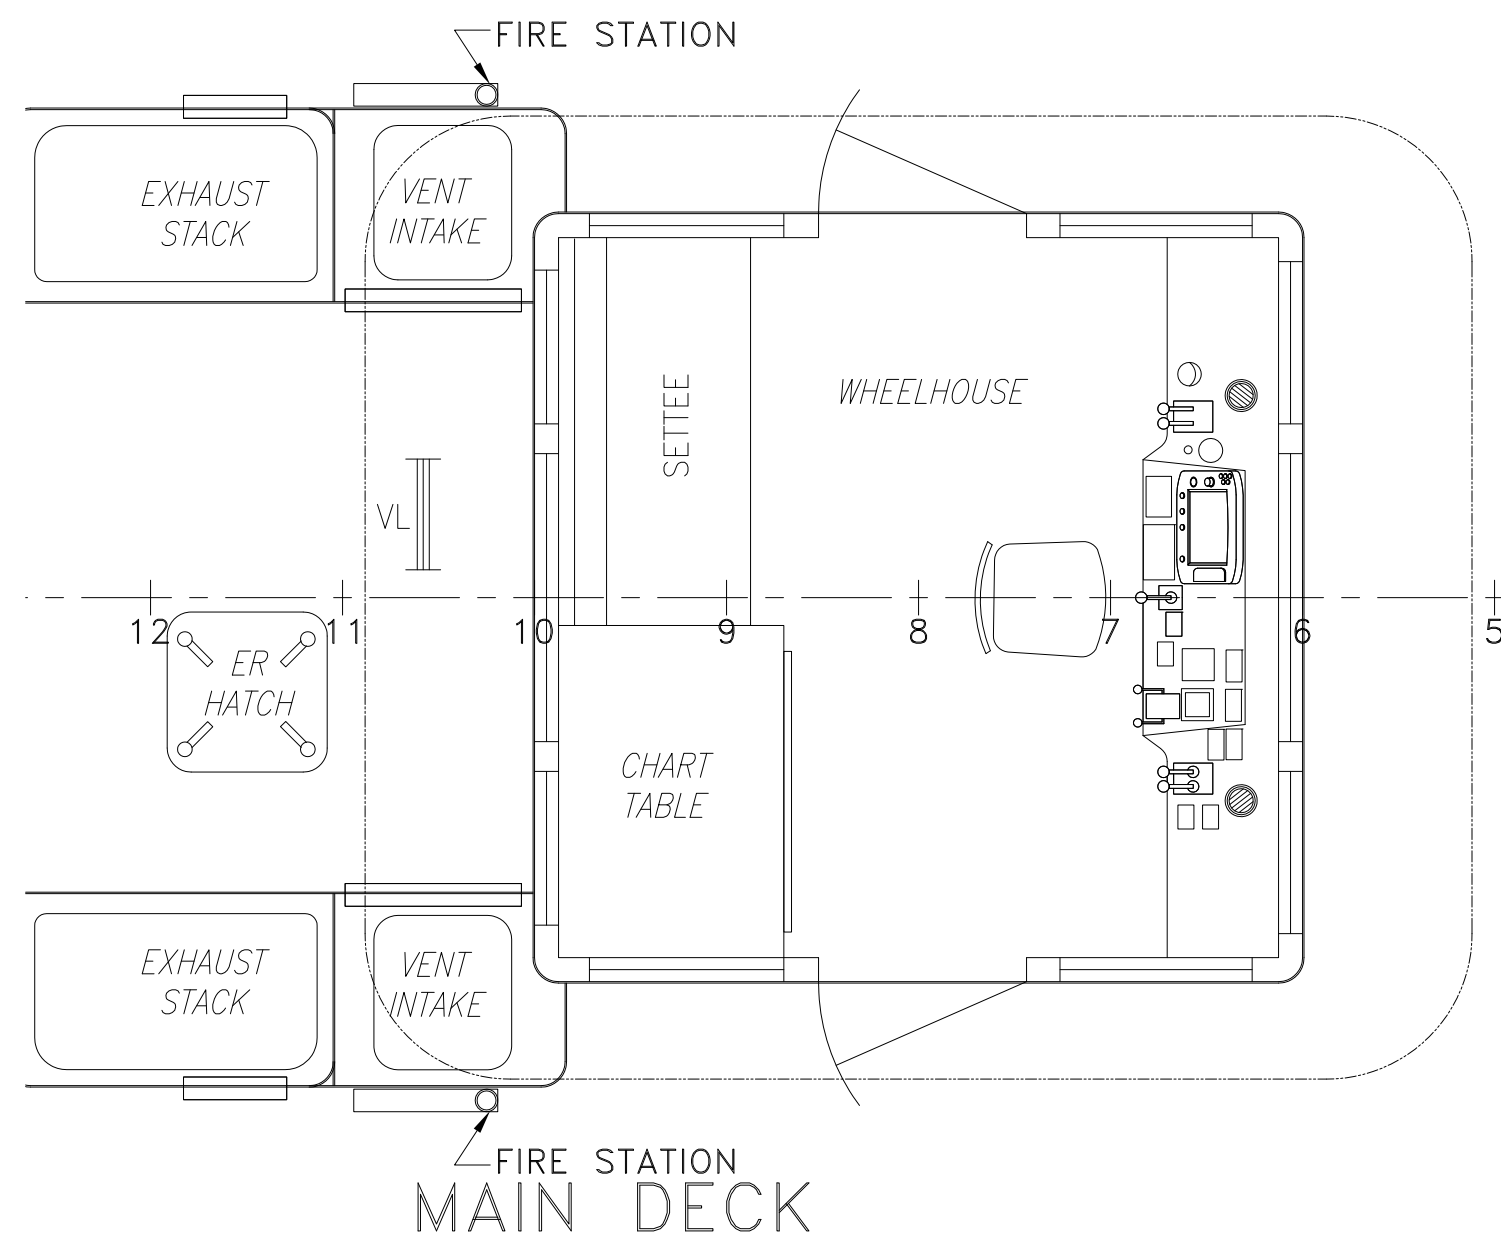 FIRE STATION
EXHAUST
STACK
VENT
INTAKE
SETTEE
WHEELHOUSE
VL
12
11
10
9
8
7
6
5
ER
HATCH
CHART
TABLE
EXHAUST
STACK
VENT
INTAKE
FIRE STATION
MAIN DECK